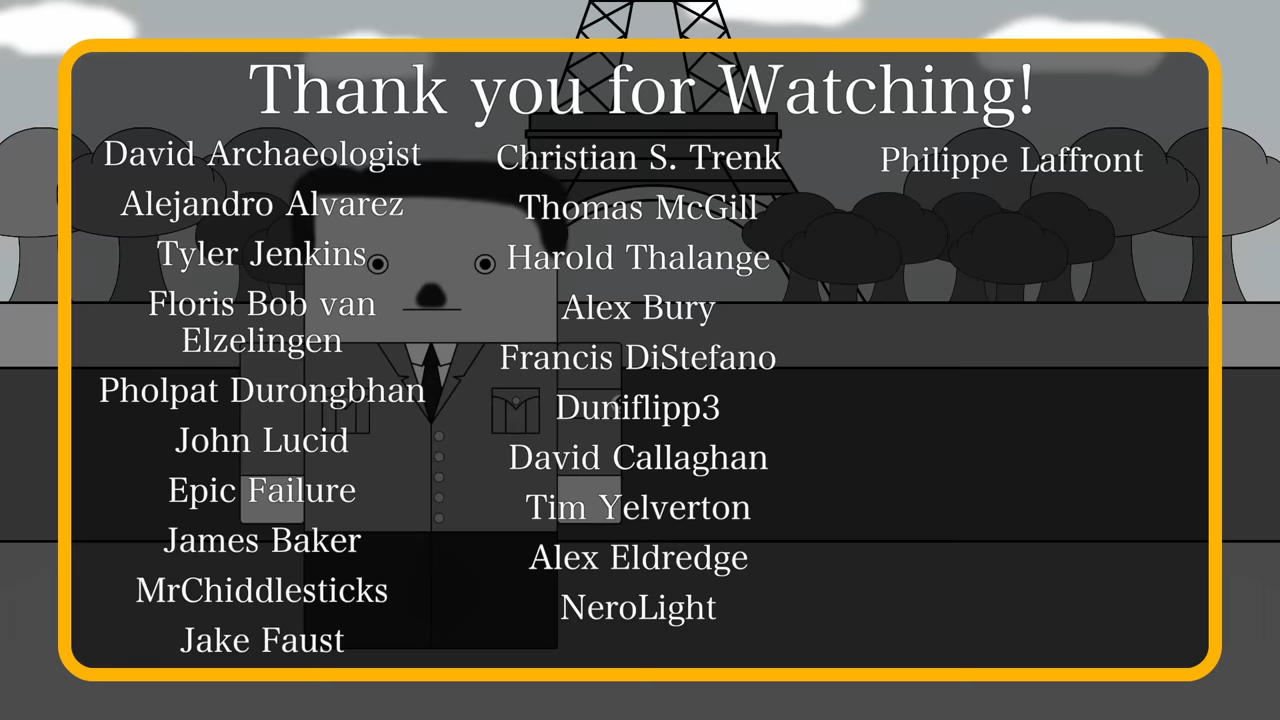 Thank you for Watching!
David Archaeologist
Alejandro Alvarez
Tyler Jenkins
Floris Bob van
Elzelingen
Pholpat Durongbhan
John Lucid
Epic Failure
James Baker
MrChiddlesticks
Jake Faust
Christian S. Trenk
Thomas McGill
Harold Thalange
Alex Bury
Francis DiStefano
Duniflipp3
David Callaghan
Tim Yelverton
Alex Eldredge
NeroLight
Philippe Laffront